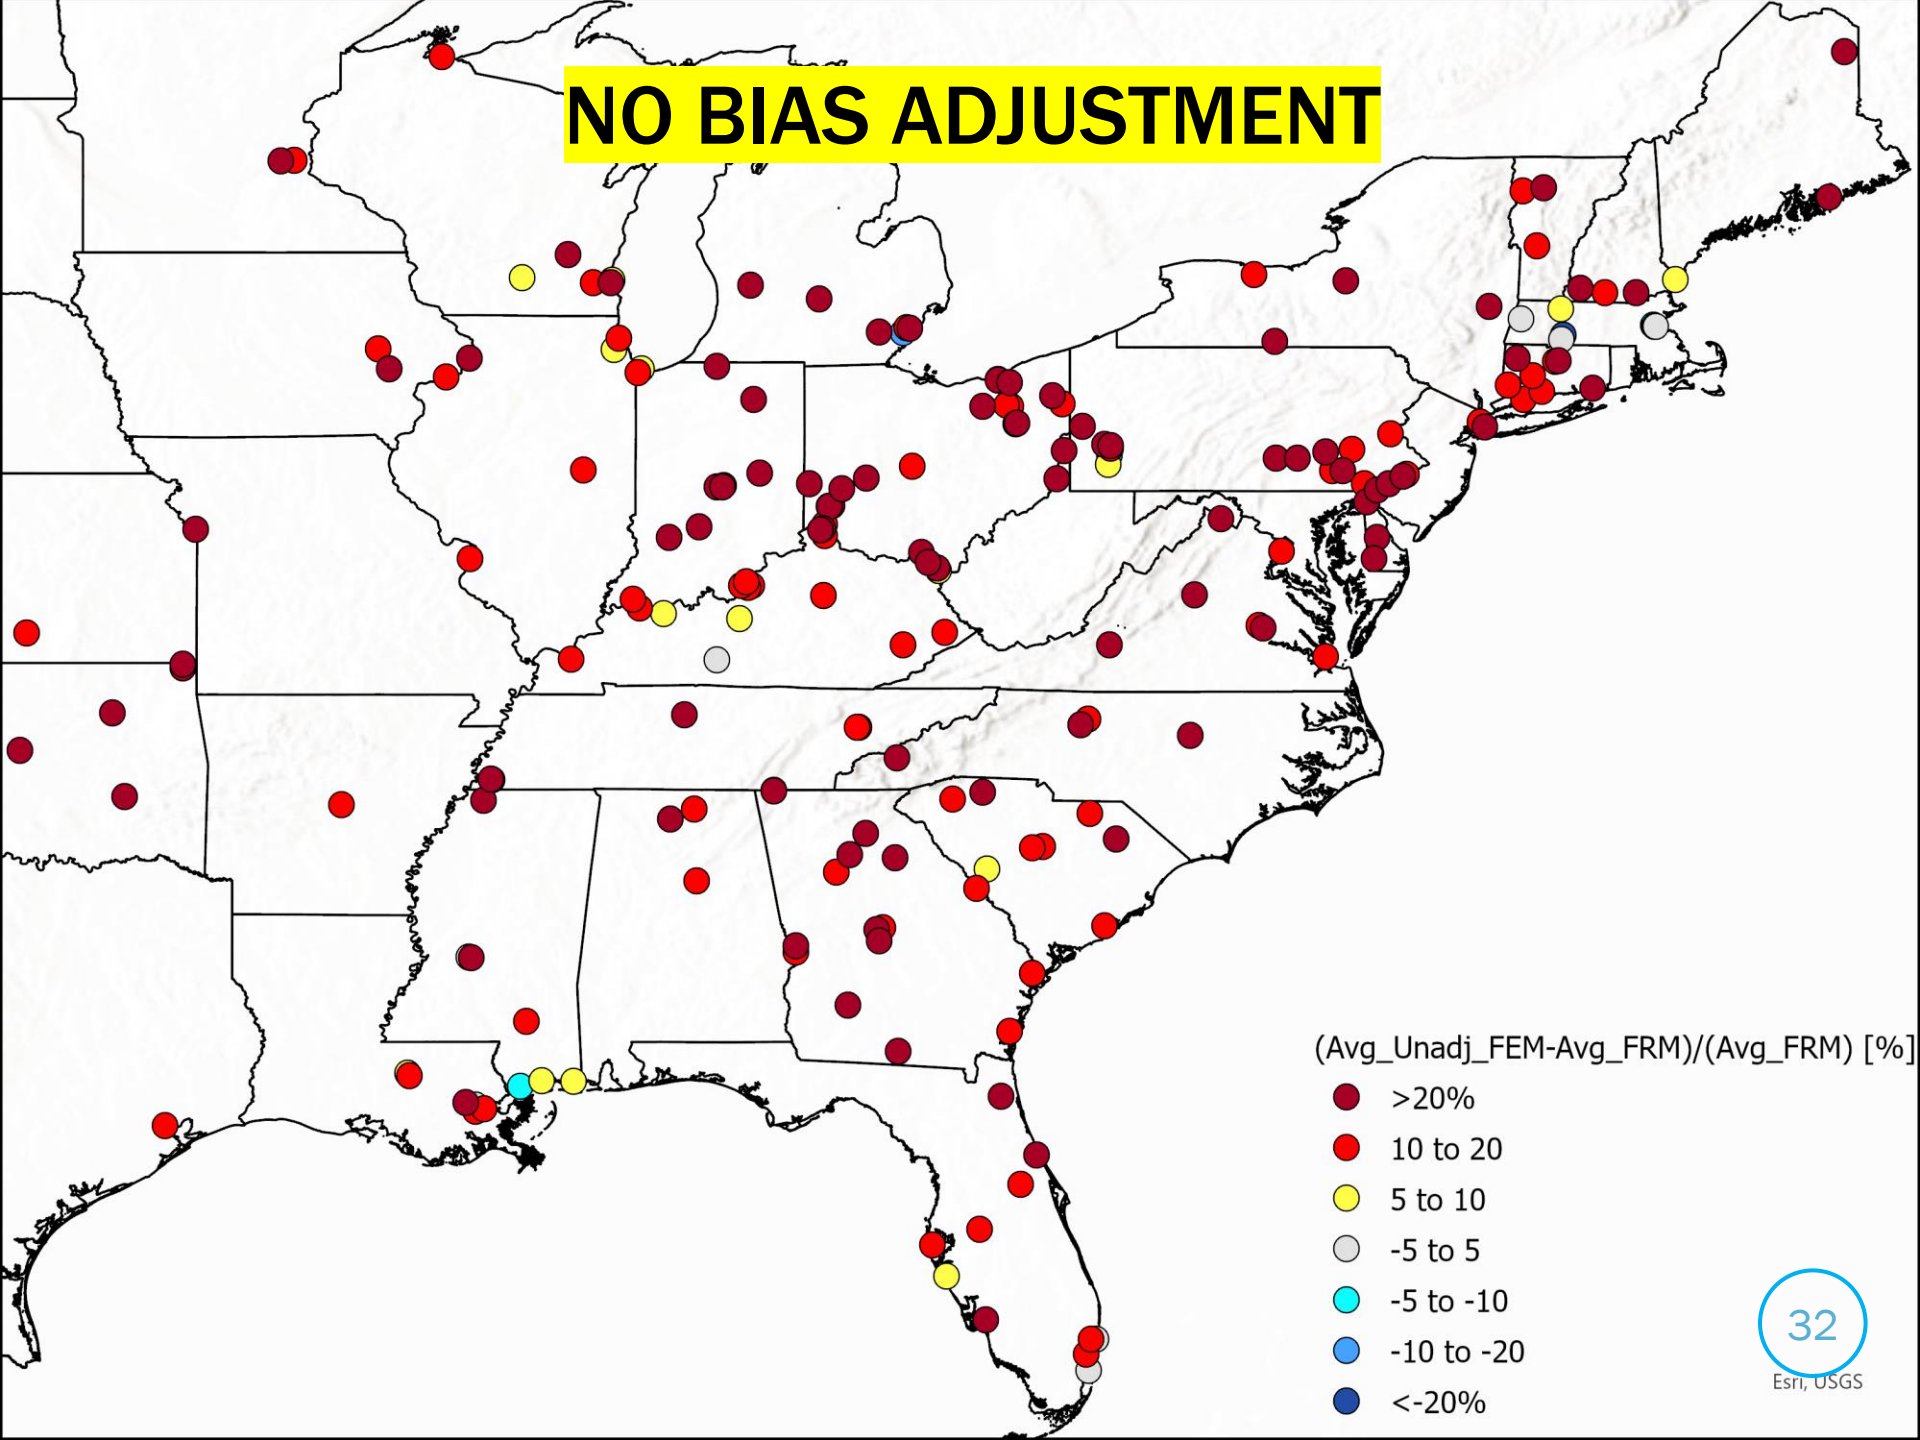 NO BIAS ADJUSTMENT
(Avg_Unadj_FEM-Avg_FRM)/(Avg_FRM) [%]
>20%
10 to 20
5 to 10
-5 to 5
-5 to -10
-10 to -20
<-20%
32
Esri, USGS